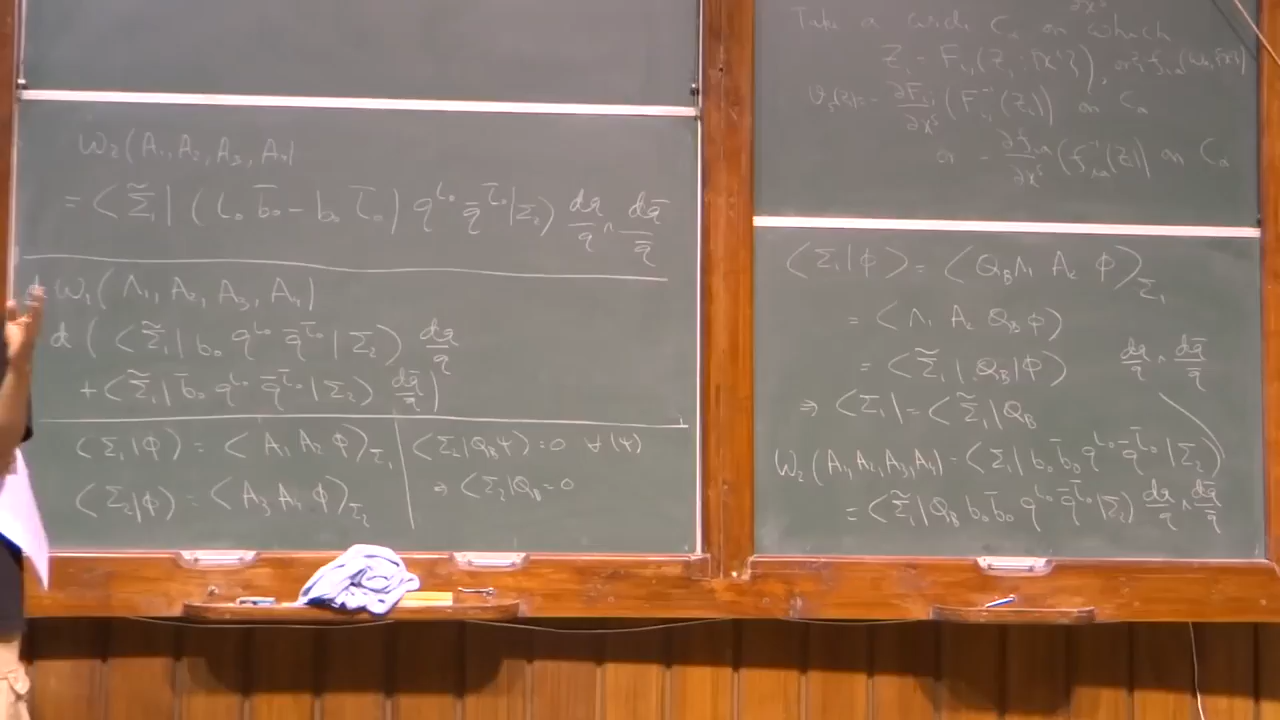 ω₂(A₁, A₂, A₃, A₄)
= ⟨Σ̃₁| (L₀ b̄₀ − b₀ L̄₀) q^{L₀} q̄^{L̄₀} |Σ₂⟩ dq/q ∧ dq̄/q̄
d ω₁(Λ₁, A₂, A₃, A₄)
d ( ⟨Σ̃₁| b₀ q^{L₀} q̄^{L̄₀} |Σ₂⟩ dq/q
+ ⟨Σ̃₁| b̄₀ q^{L₀} q̄^{L̄₀} |Σ₂⟩ dq̄/q̄ )
⟨Σ₁|φ⟩ = ⟨A₁ A₂ φ⟩_{Σ₁}
⟨Σ₂|φ⟩ = ⟨A₃ A₄ φ⟩_{Σ₂}
⟨Σ₂|Q_B Ψ⟩ = 0 ∀ |Ψ⟩
⇒ ⟨Σ₂|Q_B = 0
Take a circle C_a on which
on C_a
or
on C_a
⟨Σ₁|φ⟩ = ⟨Q_B Λ₁ A₂ φ⟩_{Σ₁}
= ⟨Λ₁ A₂ Q_B φ⟩
= ⟨Σ̃₁| Q_B |φ⟩ dq/q ∧ dq̄/q̄
⇒ ⟨Σ₁| = ⟨Σ̃₁| Q_B
ω₂(A₁, A₂, A₃, A₄) = ⟨Σ₁| b₀ b̄₀ q^{L₀} q̄^{L̄₀} |Σ₂⟩
= ⟨Σ̃₁| Q_B b₀ b̄₀ q^{L₀} q̄^{L̄₀} |Σ₂⟩ dq/q ∧ dq̄/q̄